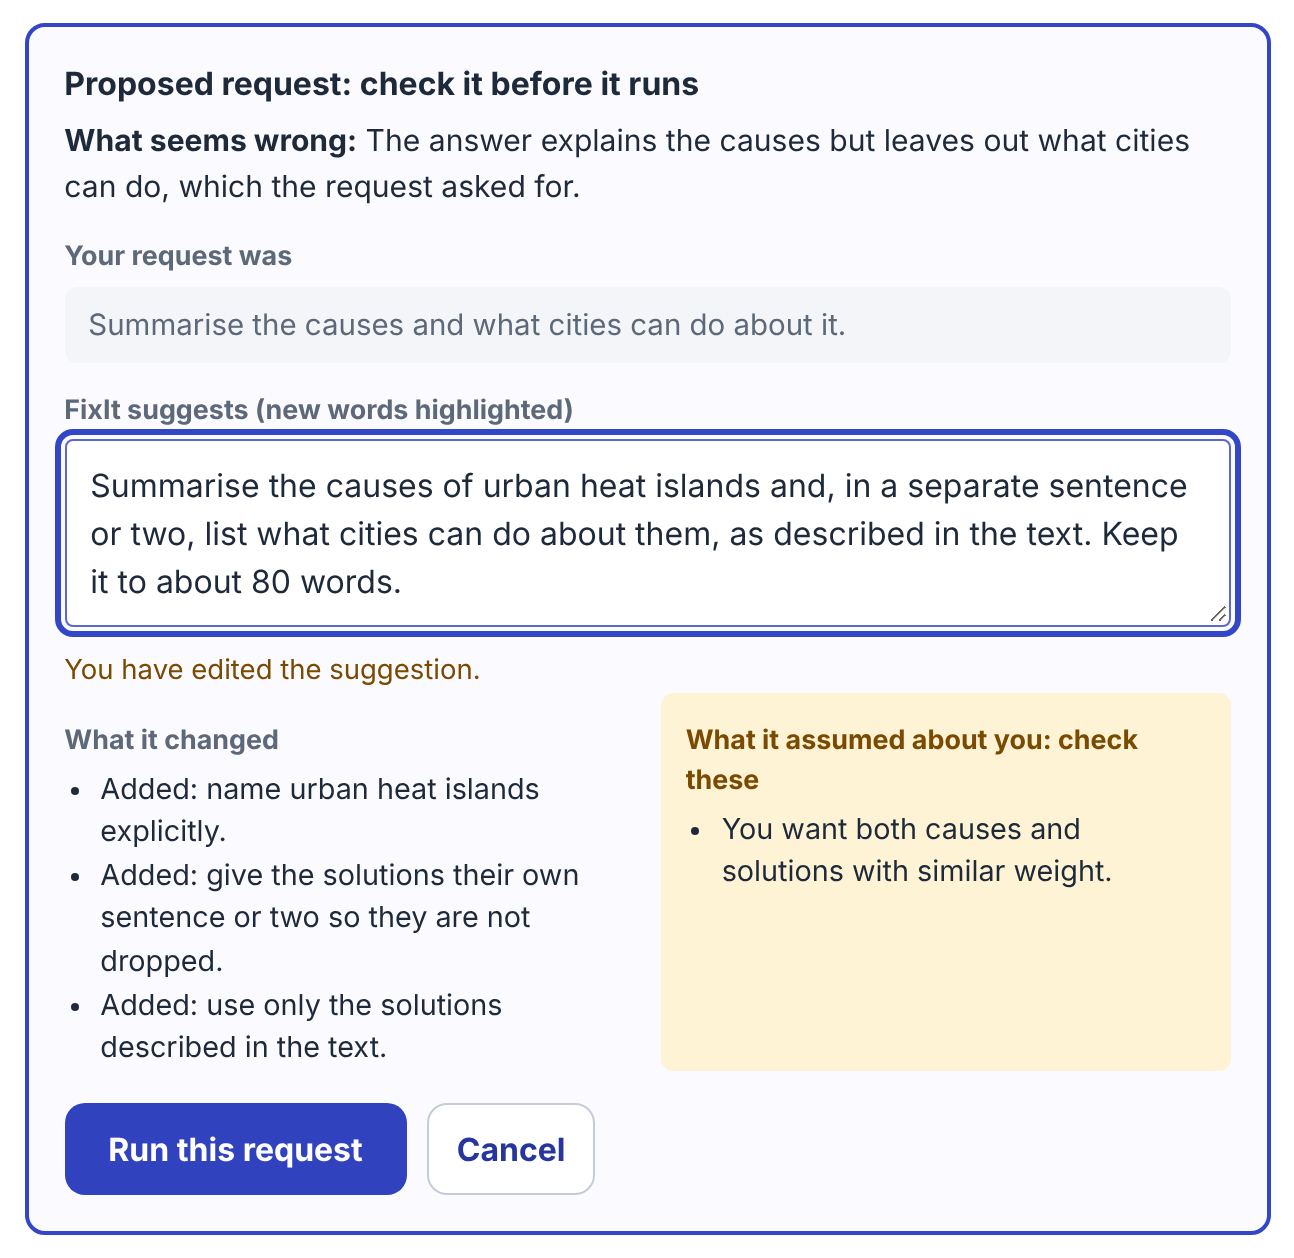 Proposed request: check it before it runs
What seems wrong: The answer explains the causes but leaves out what cities
can do, which the request asked for.
Your request was
Summarise the causes and what cities can do about it.
FixIt suggests (new words highlighted)
Summarise the causes of urban heat islands and, in a separate sentence
or two, list what cities can do about them, as described in the text. Keep
it to about 80 words.
You have edited the suggestion.
What it changed
• Added: name urban heat islands
explicitly.
• Added: give the solutions their own
sentence or two so they are not
dropped.
• Added: use only the solutions
described in the text.
What it assumed about you: check
these
• You want both causes and
solutions with similar weight.
Run this request
Cancel